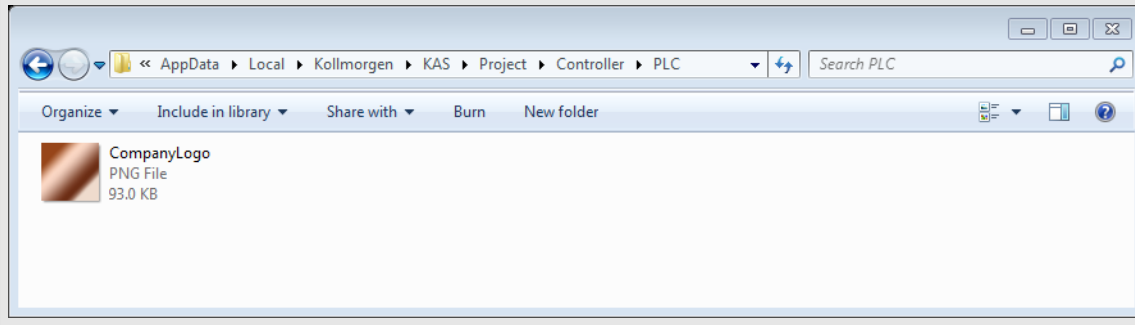 « AppData ▸ Local ▸ Kollmorgen ▸ KAS ▸ Project ▸ Controller ▸ PLC
Search PLC
Organize Include in library Share with Burn New folder
CompanyLogo
PNG File
93.0 KB